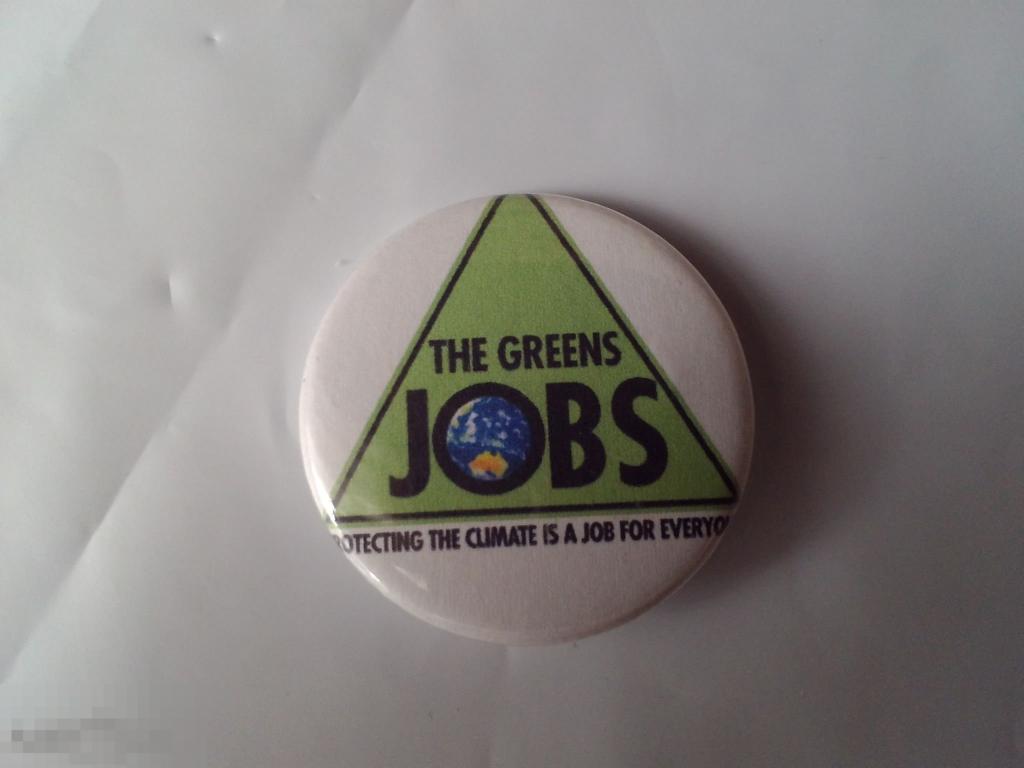 THE GREENS
JOBS
ROTECTING THE CLIMATE IS A JOB FOR EVERYO